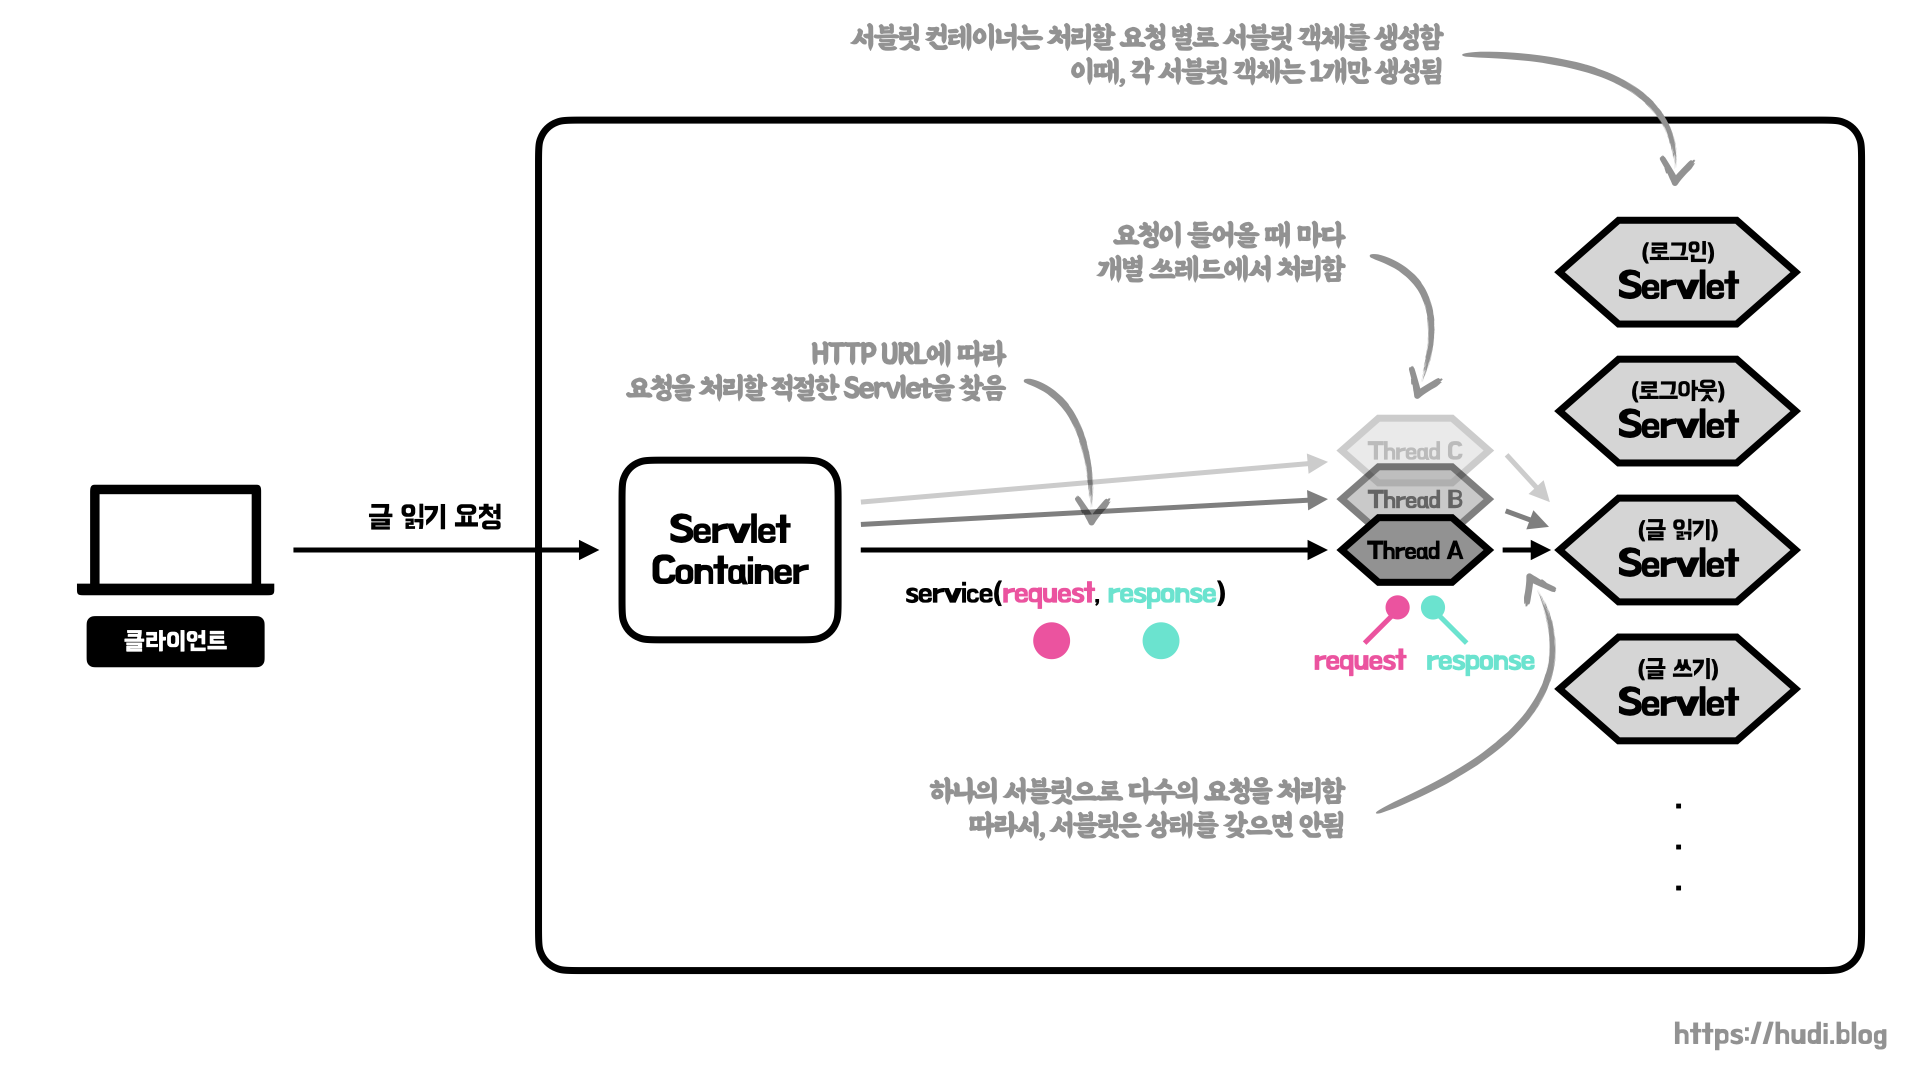 서블릿 컨테이너는 처리할 요청 별로 서블릿 객체를 생성함
이때, 각 서블릿 객체는 1개만 생성됨
요청이 들어올 때 마다
개별 쓰레드에서 처리함
HTTP URL에 따라
요청을 처리할 적절한 Servlet을 찾음
(로그인)
Servlet
(로그아웃)
Servlet
Thread C
Thread B
Thread A
(글 읽기)
Servlet
글 읽기 요청
Servlet
Container
service(request, response)
클라이언트
request
response
(글 쓰기)
Servlet
하나의 서블릿으로 다수의 요청을 처리함
따라서, 서블릿은 상태를 갖으면 안됨
https://hudi.blog